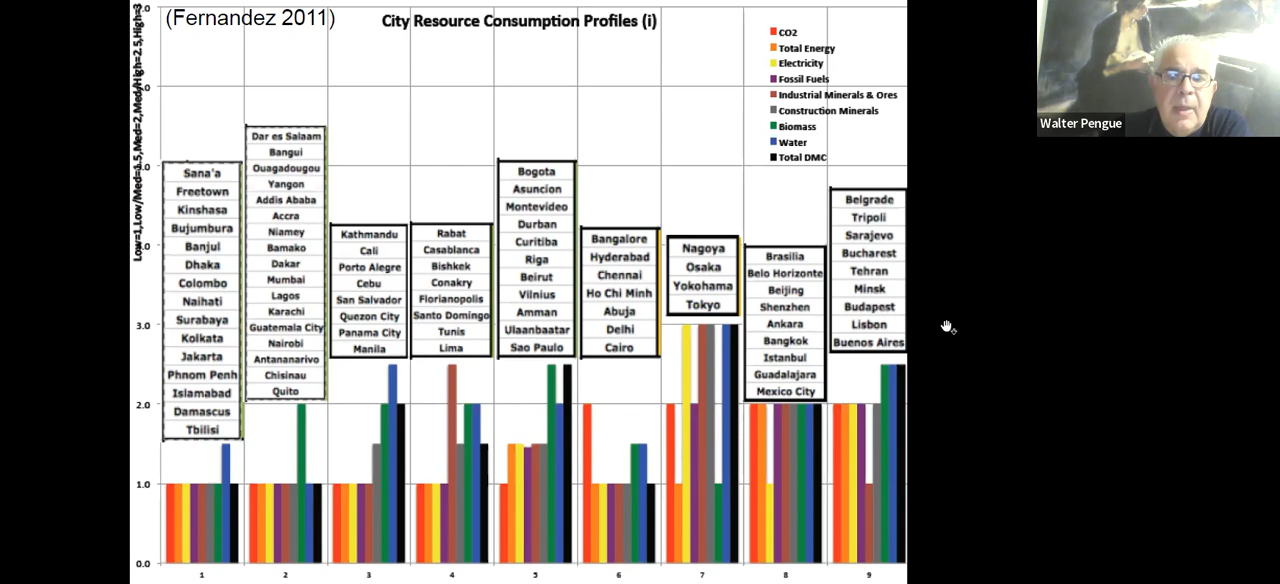 (Fernandez 2011)
City Resource Consumption Profiles (i)
Low=1,Low/Med=1.5,Med=2,Med/High=2.5,High=3
CO2
Total Energy
Electricity
Fossil Fuels
Industrial Minerals & Ores
Construction Minerals
Biomass
Water
Total DMC
Walter Pengue
Sana'a
Freetown
Kinshasa
Bujumbura
Banjul
Dhaka
Colombo
Naihati
Surabaya
Kolkata
Jakarta
Phnom Penh
Islamabad
Damascus
Tbilisi
Dar es Salaam
Bangui
Ouagadougou
Yangon
Addis Ababa
Accra
Niamey
Bamako
Dakar
Mumbai
Lagos
Karachi
Guatemala City
Nairobi
Antananarivo
Chisinau
Quito
Kathmandu
Cali
Porto Alegre
Cebu
San Salvador
Quezon City
Panama City
Manila
Rabat
Casablanca
Bishkek
Conakry
Florianopolis
Santo Domingo
Tunis
Lima
Bogota
Asuncion
Montevideo
Durban
Curitiba
Riga
Beirut
Vilnius
Amman
Ulaanbaatar
Sao Paulo
Bangalore
Hyderabad
Chennai
Ho Chi Minh
Abuja
Delhi
Cairo
Nagoya
Osaka
Yokohama
Tokyo
Brasilia
Belo Horizonte
Beijing
Shenzhen
Ankara
Bangkok
Istanbul
Guadalajara
Mexico City
Belgrade
Tripoli
Sarajevo
Bucharest
Tehran
Minsk
Budapest
Lisbon
Buenos Aires
3.0
2.0
1.0
0.0
1 2 3 4 5 6 7 8 9